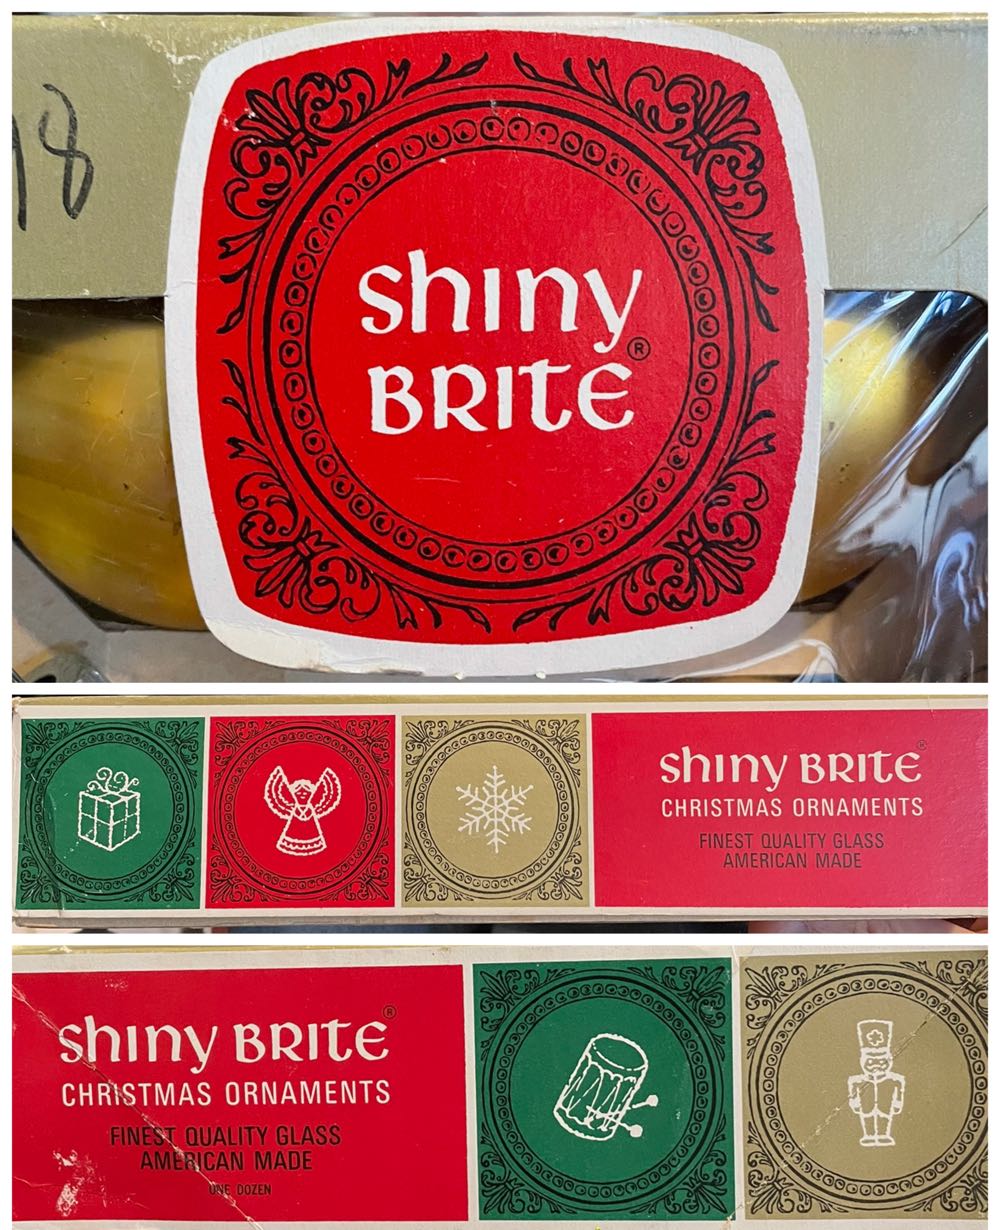 18
shiny
BRITE®
shiny BRITE®
CHRISTMAS ORNAMENTS
FINEST QUALITY GLASS
AMERICAN MADE
shiny BRITE®
CHRISTMAS ORNAMENTS
FINEST QUALITY GLASS
AMERICAN MADE
ONE DOZEN